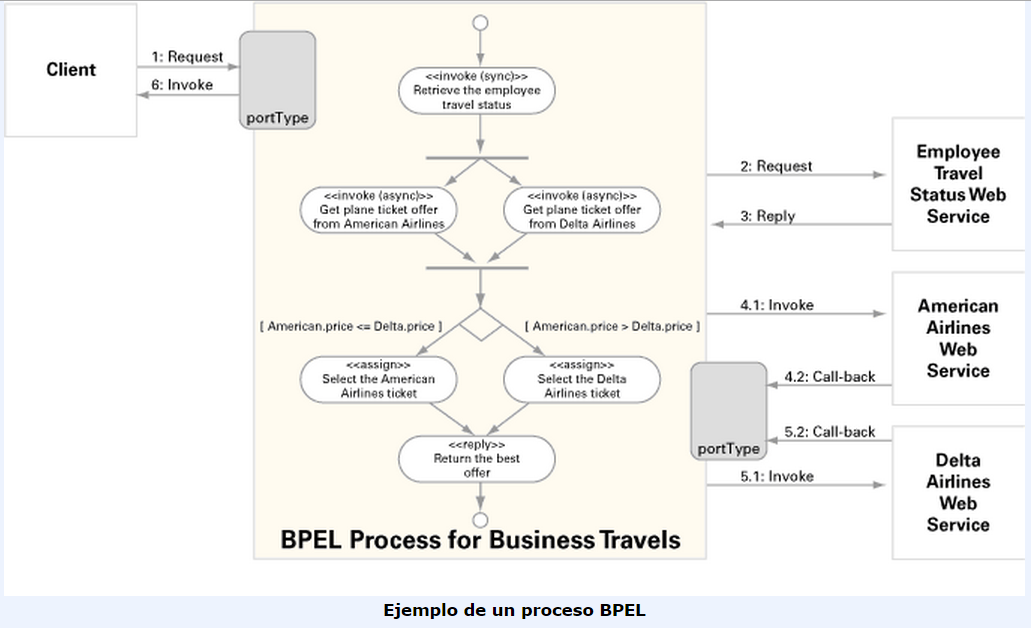 Client
1: Request
6: Invoke
portType
<<invoke (sync)>>
Retrieve the employee
travel status
<<invoke (async)>>
Get plane ticket offer
from American Airlines
<<invoke (async)>>
Get plane ticket offer
from Delta Airlines
[ American.price <= Delta.price ]
[ American.price > Delta.price ]
<<assign>>
Select the American
Airlines ticket
<<assign>>
Select the Delta
Airlines ticket
<<reply>>
Return the best
offer
BPEL Process for Business Travels
2: Request
3: Reply
Employee
Travel
Status Web
Service
4.1: Invoke
4.2: Call-back
American
Airlines
Web
Service
portType
5.2: Call-back
5.1: Invoke
Delta
Airlines
Web
Service
Ejemplo de un proceso BPEL